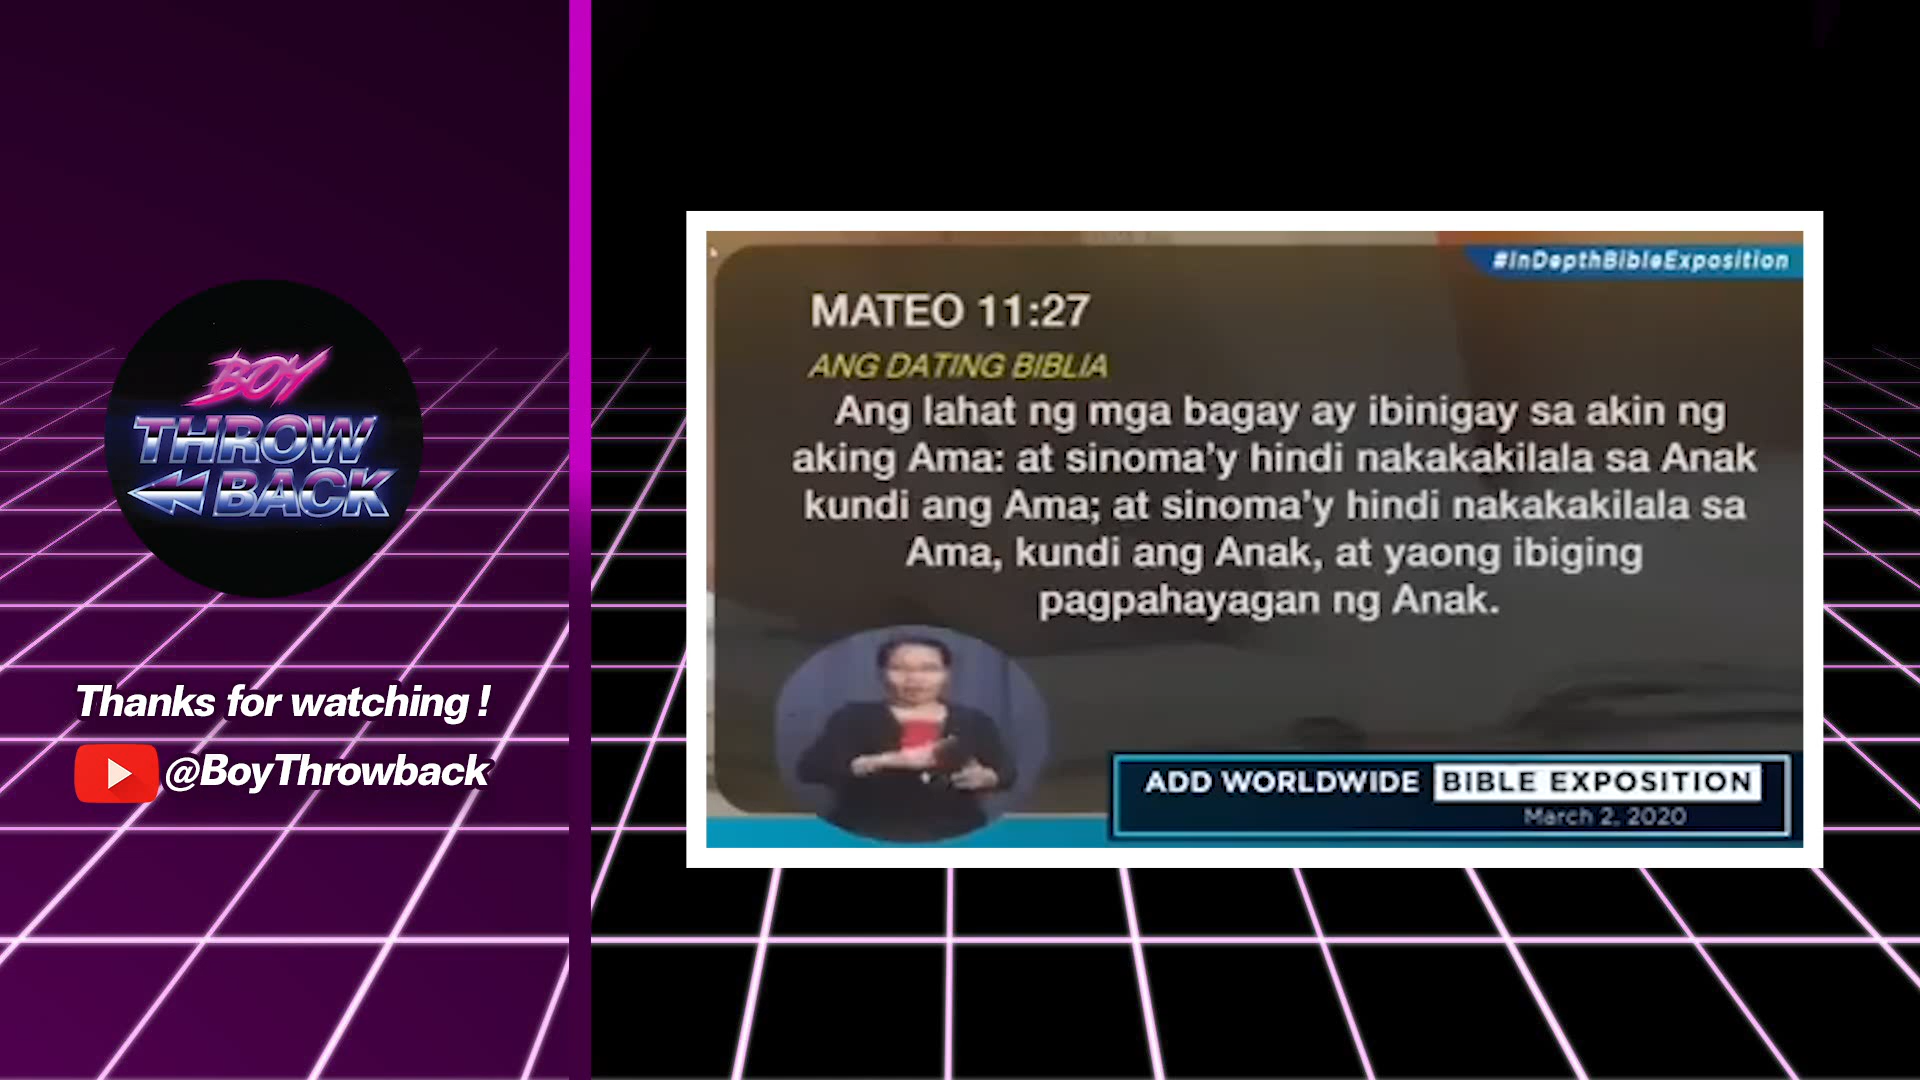 BOY
THROW
BACK
Thanks for watching !
@BoyThrowback
#InDepthBibleExposition
MATEO 11:27
ANG DATING BIBLIA
Ang lahat ng mga bagay ay ibinigay sa akin ng
aking Ama: at sinoma'y hindi nakakakilala sa Anak
kundi ang Ama; at sinoma'y hindi nakakakilala sa
Ama, kundi ang Anak, at yaong ibiging
pagpahayagan ng Anak.
ADD WORLDWIDE BIBLE EXPOSITION
March 2, 2020